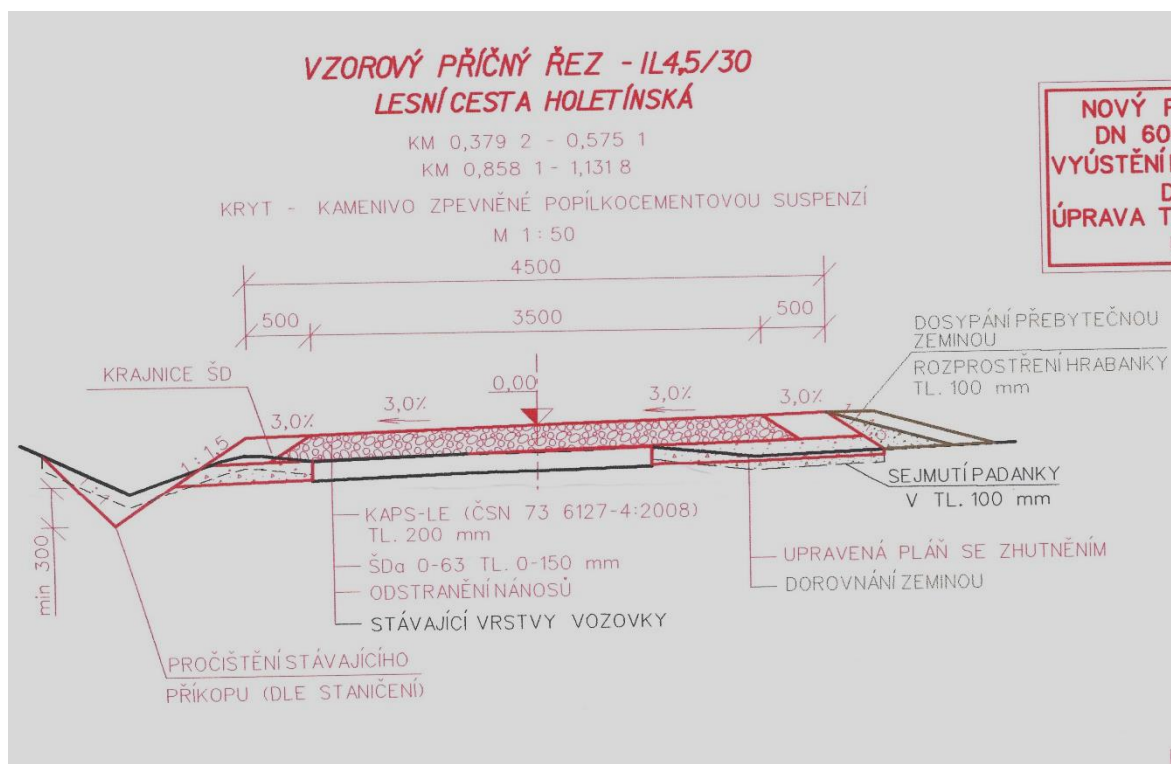 VZOROVÝ PŘÍČNÝ ŘEZ - 1L4,5/30
LESNÍ CESTA HOLETÍNSKÁ
KM 0,379 2 - 0,575 1
KM 0,858 1 - 1,131 8
KRYT - KAMENIVO ZPEVNĚNÉ POPÍLKOCEMENTOVOU SUSPENZÍ
M 1 : 50
NOVÝ
DN 60
VYÚSTĚNÍ
ÚPRAVA
4500
500
3500
500
DOSYPÁNÍ PŘEBYTEČNOU
ZEMINOU
ROZPROSTŘENÍ HRABANKY
TL. 100 mm
KRAJNICE ŠD
0,00
3,0%
3,0%
3,0%
3,0%
1 : 1,5
SEJMUTÍ PADANKY
V TL. 100 mm
min 300
KAPS-LE (ČSN 73 6127-4:2008)
TL. 200 mm
ŠDa 0-63 TL. 0-150 mm
ODSTRANĚNÍ NÁNOSŮ
STÁVAJÍCÍ VRSTVY VOZOVKY
UPRAVENÁ PLÁŇ SE ZHUTNĚNÍM
DOROVNÁNÍ ZEMINOU
PROČIŠTĚNÍ STÁVAJÍCÍHO
PŘÍKOPU (DLE STANIČENÍ)